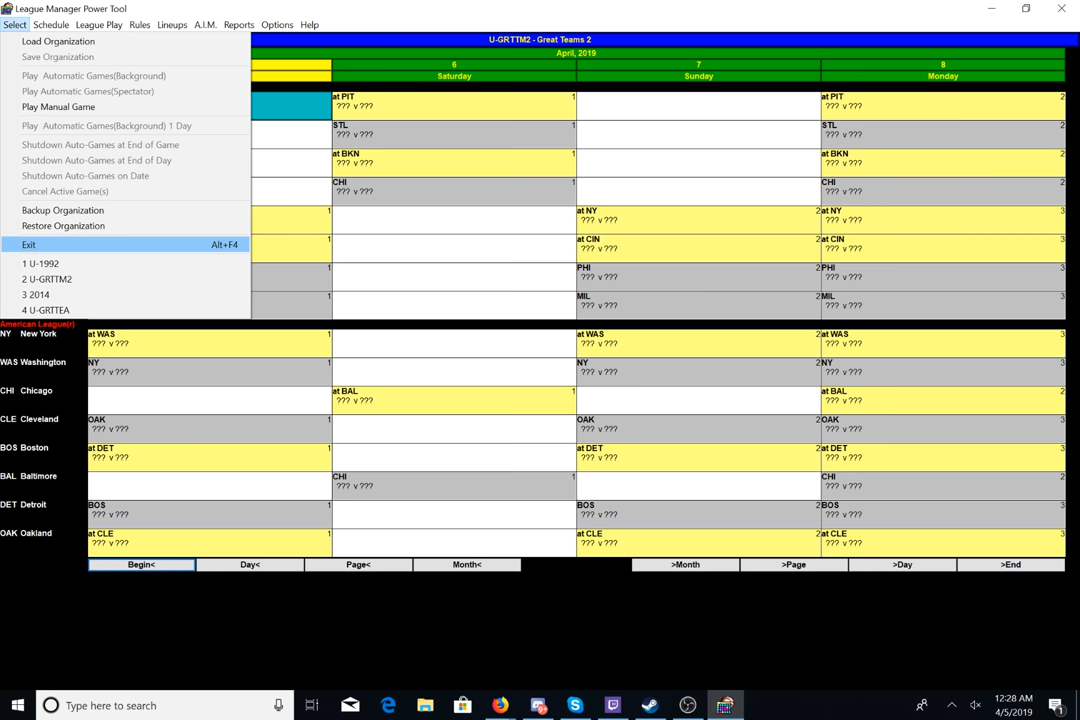 League Manager Power Tool
Select Schedule League Play Rules Lineups A.I.M. Reports Options Help
Load Organization
Save Organization
Play Automatic Games(Background)
Play Automatic Games(Spectator)
Play Manual Game
Play Automatic Games(Background) 1 Day
Shutdown Auto-Games at End of Game
Shutdown Auto-Games at End of Day
Shutdown Auto-Games on Date
Cancel Active Game(s)
Backup Organization
Restore Organization
Exit Alt+F4
1 U-1992
2 U-GRTTM2
3 2014
4 U-GRTTEA
U-GRTTM2 - Great Teams 2
April, 2019
6 7 8
Saturday Sunday Monday
at PIT 1 at PIT 2
??? v ??? ??? v ???
STL 1 STL 2
??? v ??? ??? v ???
at BKN 1 at BKN 2
??? v ??? ??? v ???
CHI 1 CHI 2
??? v ??? ??? v ???
1 at NY 2 at NY 3
??? v ??? ??? v ???
1 at CIN 2 at CIN 3
??? v ??? ??? v ???
1 PHI 2 PHI 3
??? v ??? ??? v ???
1 MIL 2 MIL 3
??? v ??? ??? v ???
American League(r)
NY New York at WAS 1 at WAS 2 at WAS 3
??? v ??? ??? v ??? ??? v ???
WAS Washington NY 1 NY 2 NY 3
??? v ??? ??? v ??? ??? v ???
CHI Chicago at BAL 1 at BAL 2
??? v ??? ??? v ???
CLE Cleveland OAK 1 OAK 2 OAK 3
??? v ??? ??? v ??? ??? v ???
BOS Boston at DET 1 at DET 2 at DET 3
??? v ??? ??? v ??? ??? v ???
BAL Baltimore CHI 1 CHI 2
??? v ??? ??? v ???
DET Detroit BOS 1 BOS 2 BOS 3
??? v ??? ??? v ??? ??? v ???
OAK Oakland at CLE 1 at CLE 2 at CLE 3
??? v ??? ??? v ??? ??? v ???
Begin< Day< Page< Month< >Month >Page >Day >End
Type here to search
12:28 AM
4/5/2019
1